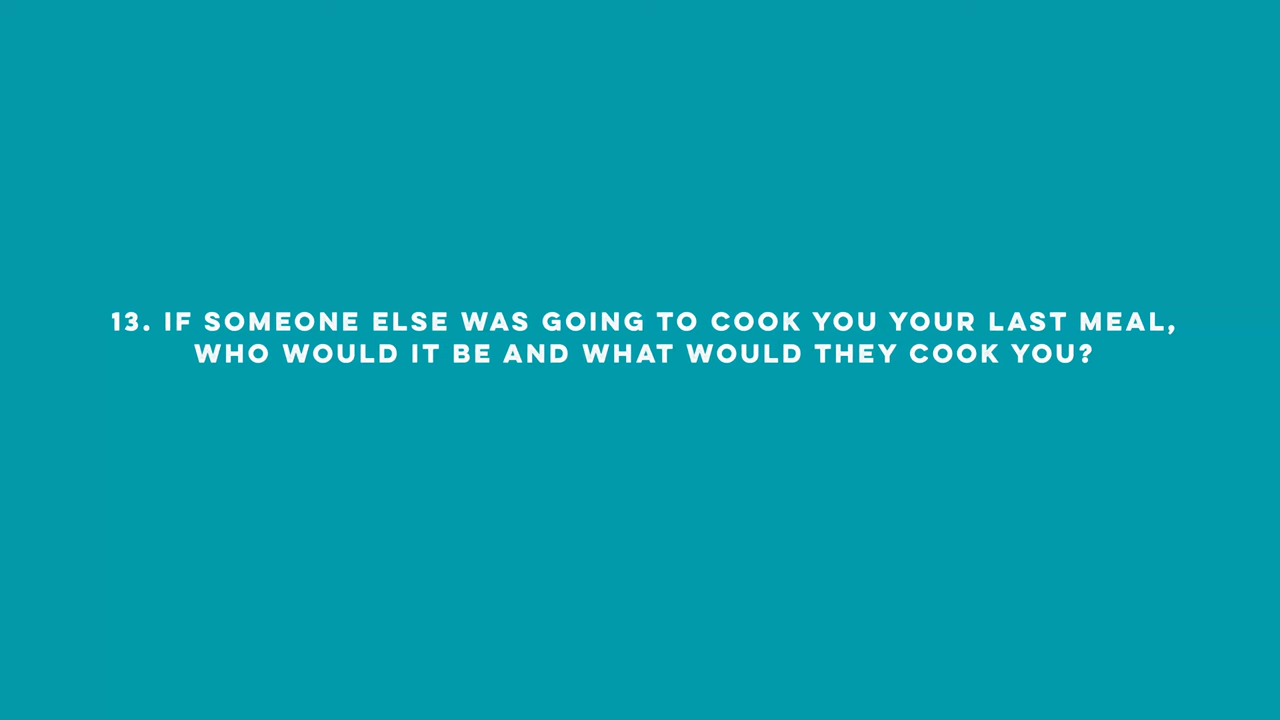 13. IF SOMEONE ELSE WAS GOING TO COOK YOU YOUR LAST MEAL,
WHO WOULD IT BE AND WHAT WOULD THEY COOK YOU?